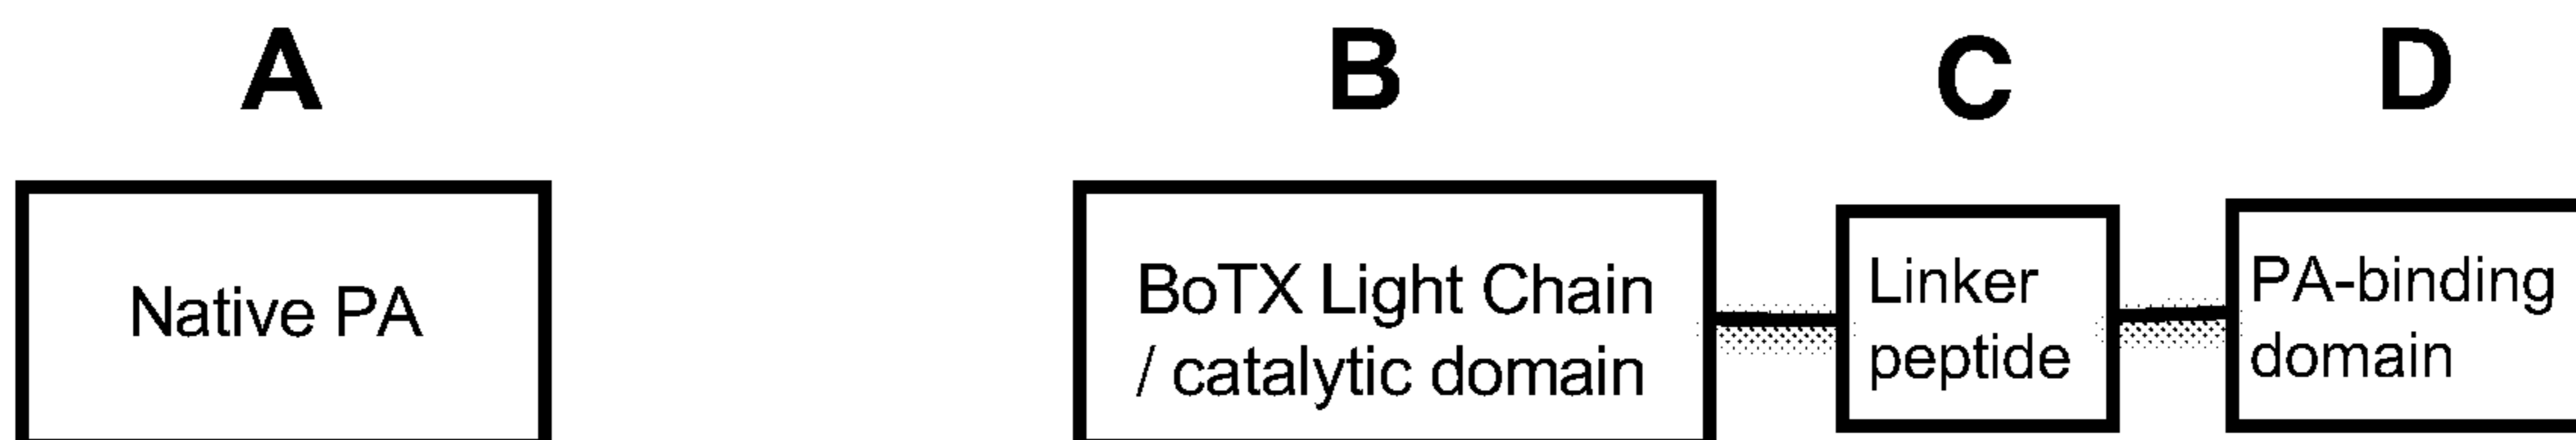 A
B
C
D
Native PA
BoTX Light Chain
/ catalytic domain
Linker
peptide
PA-binding
domain